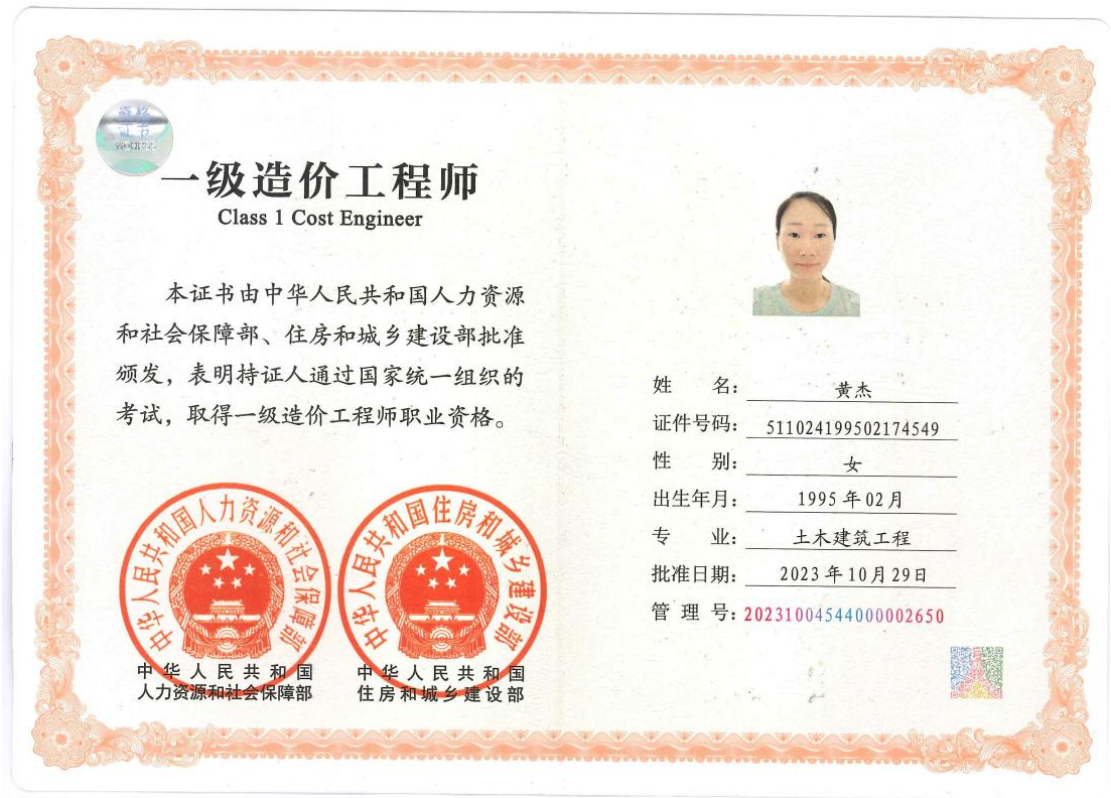 资格
证书
一级造价工程师
Class 1 Cost Engineer
本证书由中华人民共和国人力资源
和社会保障部、住房和城乡建设部批准
颁发，表明持证人通过国家统一组织的
考试，取得一级造价工程师职业资格。
中华人民共和国人力资源和社会保障部
中华人民共和国
人力资源和社会保障部
中华人民共和国住房和城乡建设部
中华人民共和国
住房和城乡建设部
姓 名：黄杰
证件号码：511024199502174549
性 别：女
出生年月：1995年02月
专 业：土木建筑工程
批准日期：2023年10月29日
管 理 号：20231004544000002650